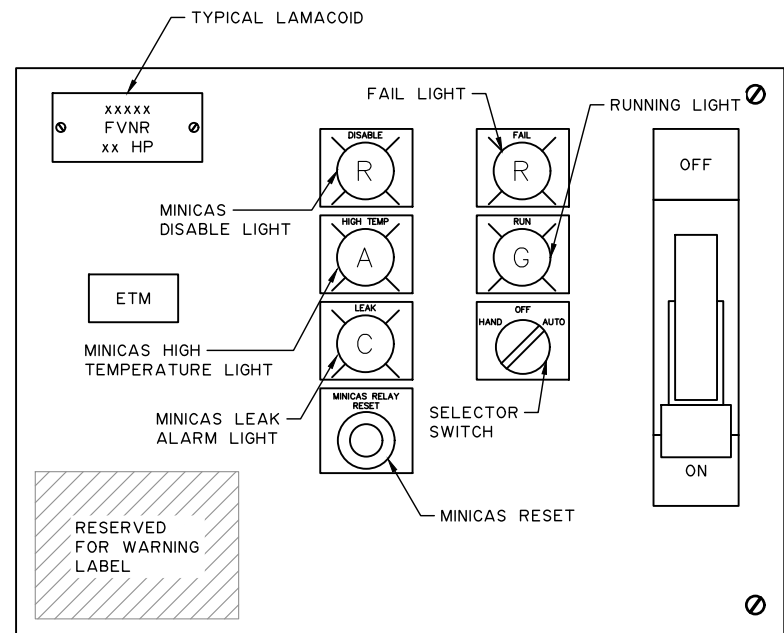 TYPICAL LAMACOID
xxxxx
FVNR
xx HP
FAIL LIGHT
RUNNING LIGHT
DISABLE
R
FAIL
R
OFF
MINICAS
DISABLE LIGHT
HIGH TEMP
A
RUN
G
ETM
LEAK
C
OFF
HAND
AUTO
MINICAS HIGH
TEMPERATURE LIGHT
MINICAS RELAY
RESET
MINICAS LEAK
ALARM LIGHT
SELECTOR
SWITCH
ON
MINICAS RESET
RESERVED
FOR WARNING
LABEL